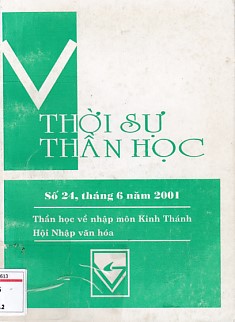 THỜI SỰ
THẦN HỌC
Số 24, tháng 6 năm 2001
Thần học về nhập môn Kinh Thánh
Hội Nhập văn hóa